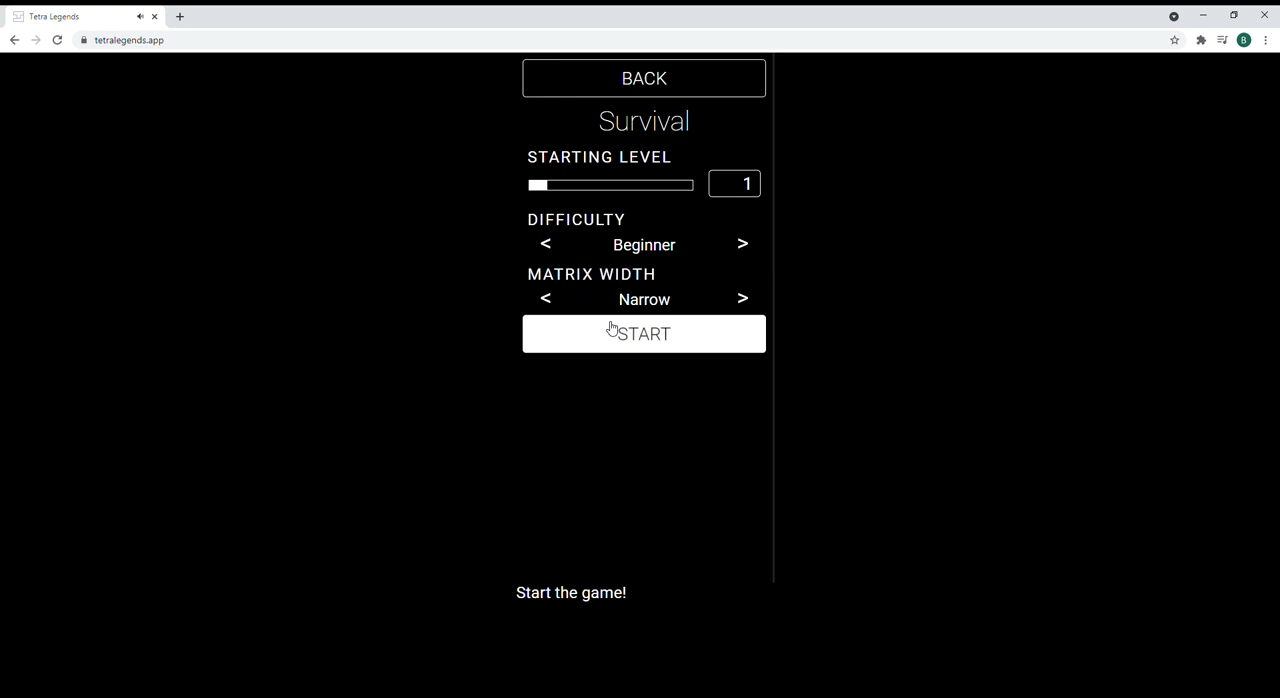 Tetra Legends
tetralegends.app
B
BACK
Survival
STARTING LEVEL
1
DIFFICULTY
< Beginner >
MATRIX WIDTH
< Narrow >
START
Start the game!